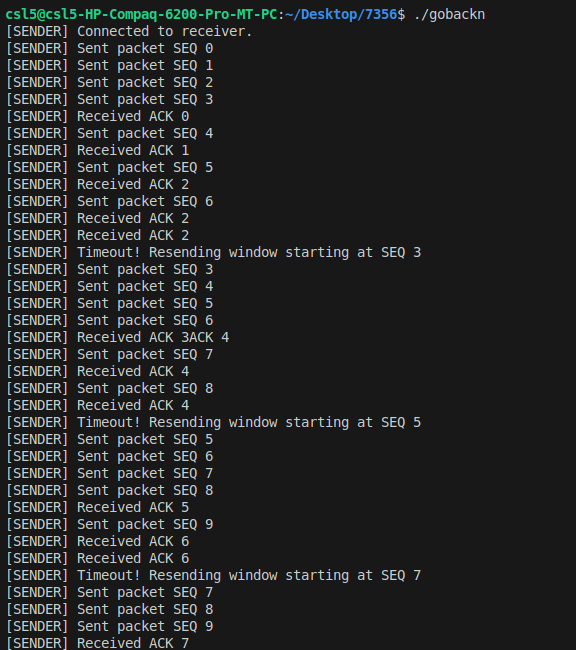 csl5@csl5-HP-Compaq-6200-Pro-MT-PC:~/Desktop/7356$ ./gobackn
[SENDER] Connected to receiver.
[SENDER] Sent packet SEQ 0
[SENDER] Sent packet SEQ 1
[SENDER] Sent packet SEQ 2
[SENDER] Sent packet SEQ 3
[SENDER] Received ACK 0
[SENDER] Sent packet SEQ 4
[SENDER] Received ACK 1
[SENDER] Sent packet SEQ 5
[SENDER] Received ACK 2
[SENDER] Sent packet SEQ 6
[SENDER] Received ACK 2
[SENDER] Received ACK 2
[SENDER] Timeout! Resending window starting at SEQ 3
[SENDER] Sent packet SEQ 3
[SENDER] Sent packet SEQ 4
[SENDER] Sent packet SEQ 5
[SENDER] Sent packet SEQ 6
[SENDER] Received ACK 3ACK 4
[SENDER] Sent packet SEQ 7
[SENDER] Received ACK 4
[SENDER] Sent packet SEQ 8
[SENDER] Received ACK 4
[SENDER] Timeout! Resending window starting at SEQ 5
[SENDER] Sent packet SEQ 5
[SENDER] Sent packet SEQ 6
[SENDER] Sent packet SEQ 7
[SENDER] Sent packet SEQ 8
[SENDER] Received ACK 5
[SENDER] Sent packet SEQ 9
[SENDER] Received ACK 6
[SENDER] Received ACK 6
[SENDER] Timeout! Resending window starting at SEQ 7
[SENDER] Sent packet SEQ 7
[SENDER] Sent packet SEQ 8
[SENDER] Sent packet SEQ 9
[SENDER] Received ACK 7